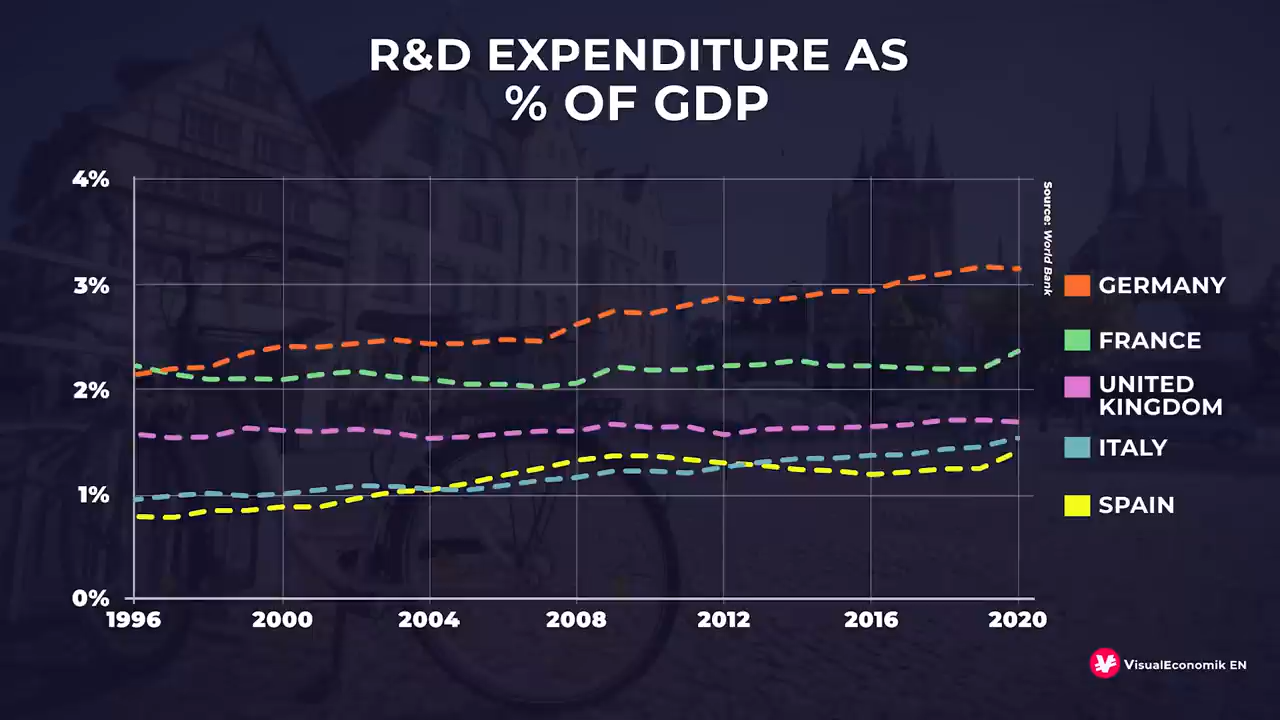 R&D EXPENDITURE AS
% OF GDP
4%
3%
2%
1%
0%
1996
2000
2004
2008
2012
2016
2020
Source: World Bank
GERMANY
FRANCE
UNITED
KINGDOM
ITALY
SPAIN
VisualEconomik EN